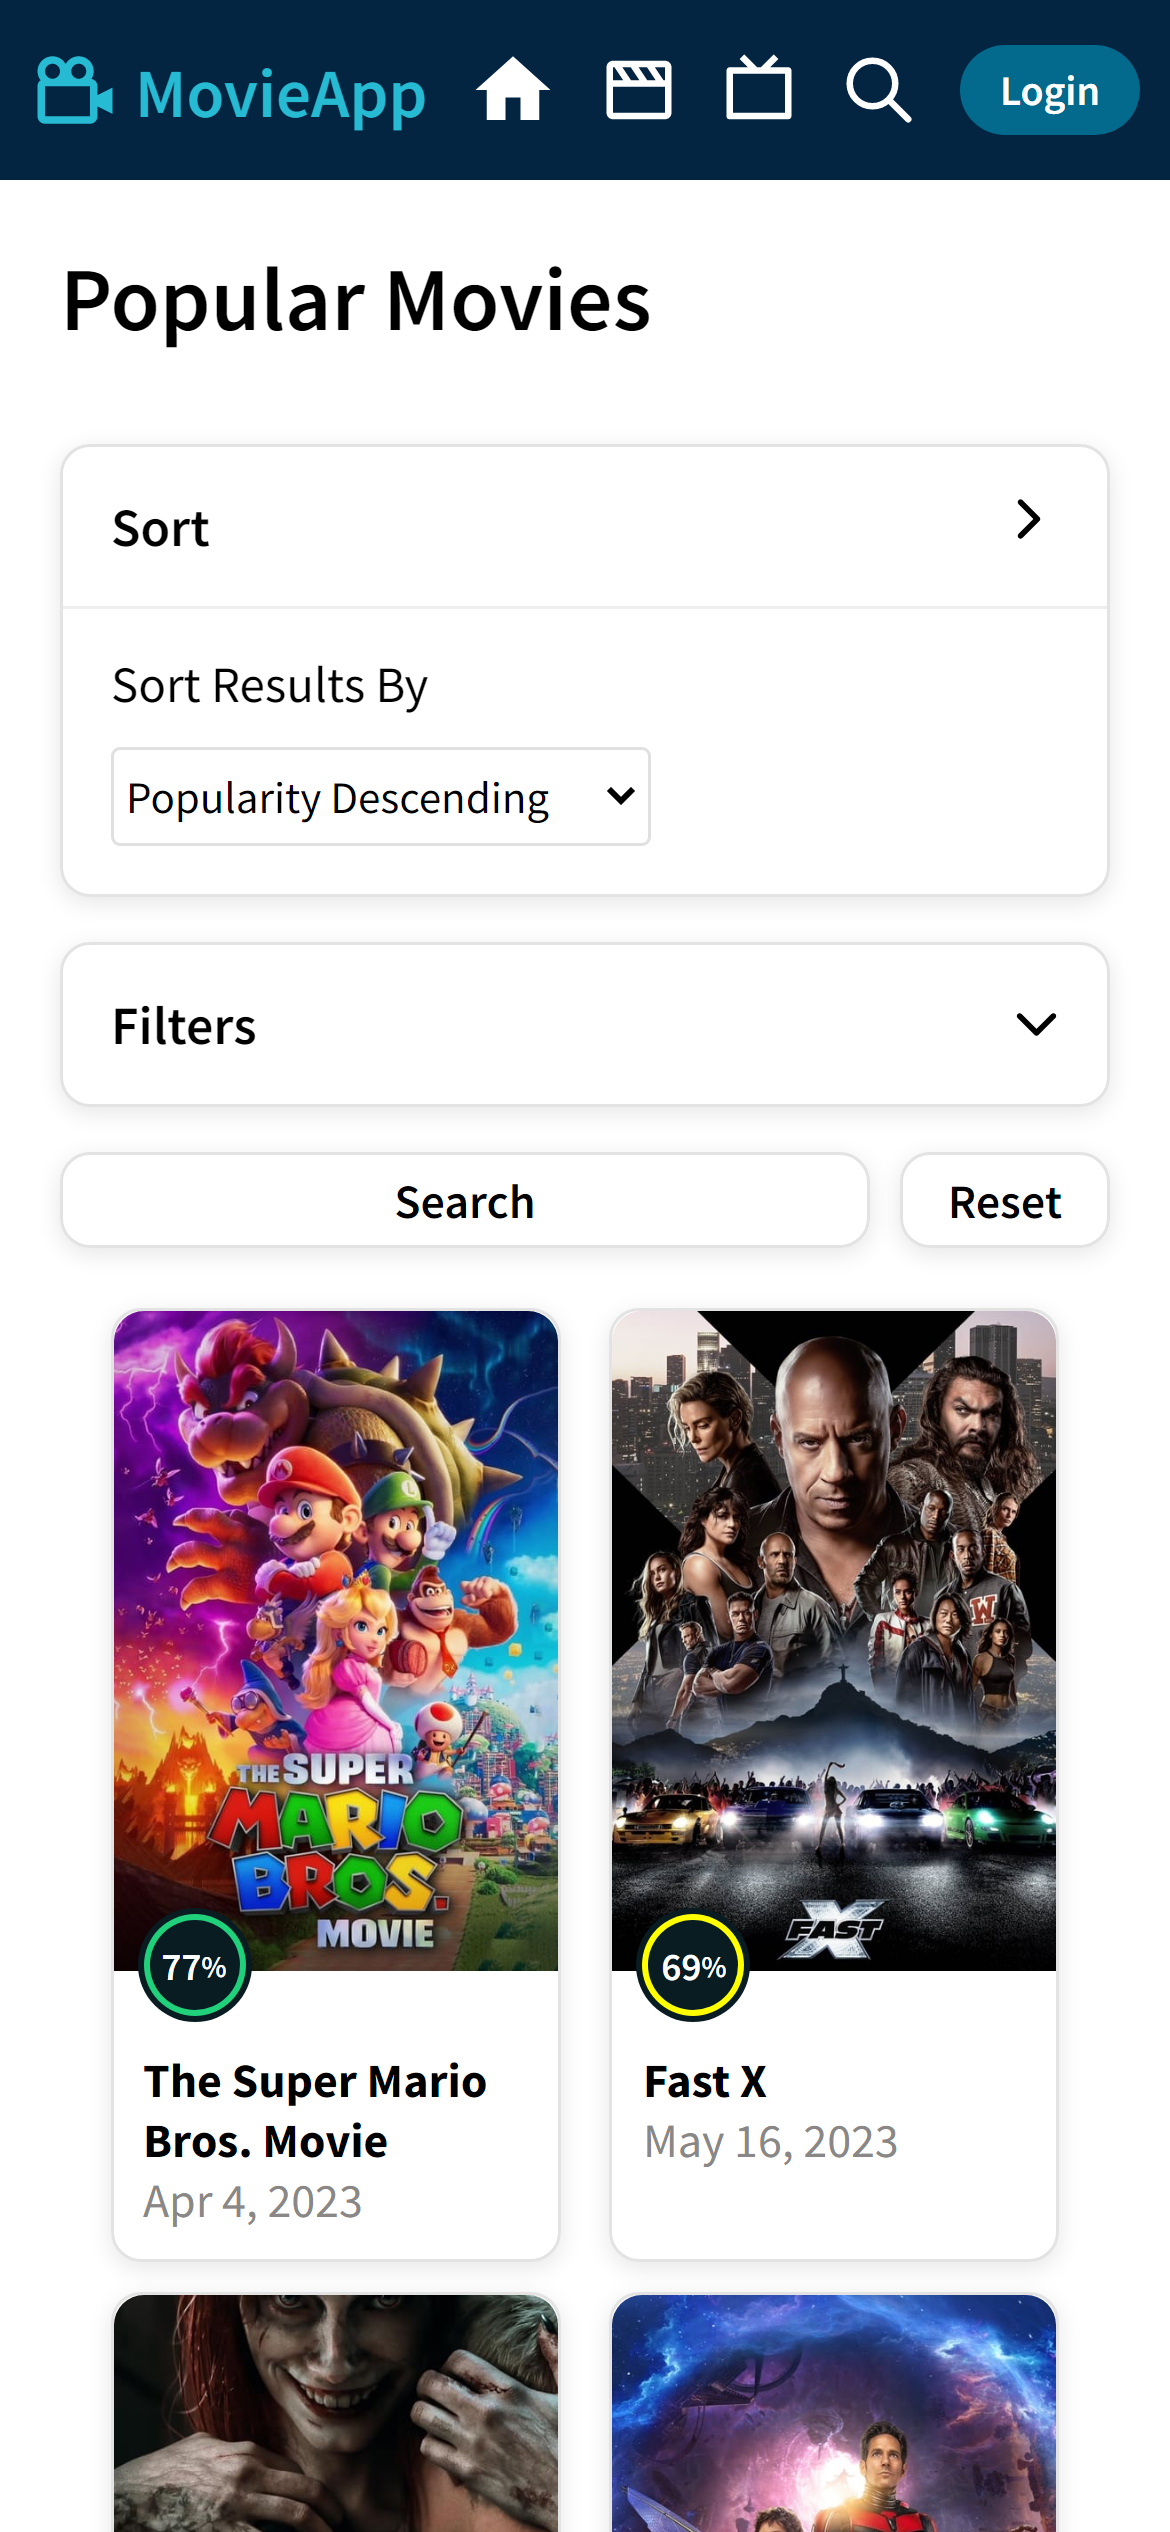 MovieApp
Login
Popular Movies
Sort
Sort Results By
Popularity Descending
Filters
Search
Reset
THE SUPER
MARIO
BROS.
MOVIE
W
FAST X
77%
69%
The Super Mario
Bros. Movie
Apr 4, 2023
Fast X
May 16, 2023